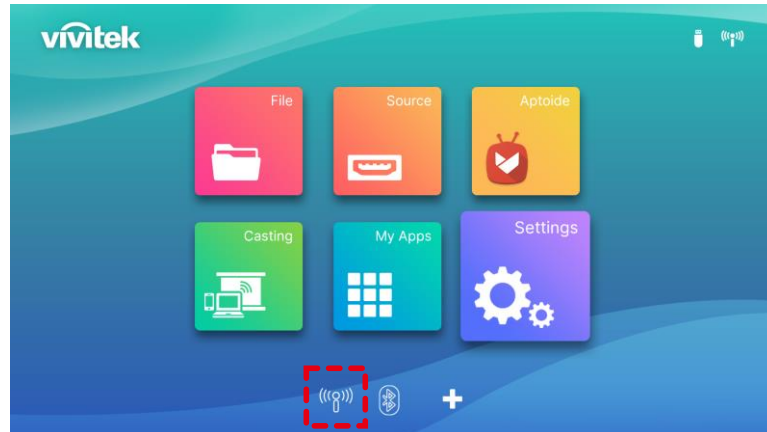 vivitek
File
Source
Aptoide
Casting
My Apps
Settings